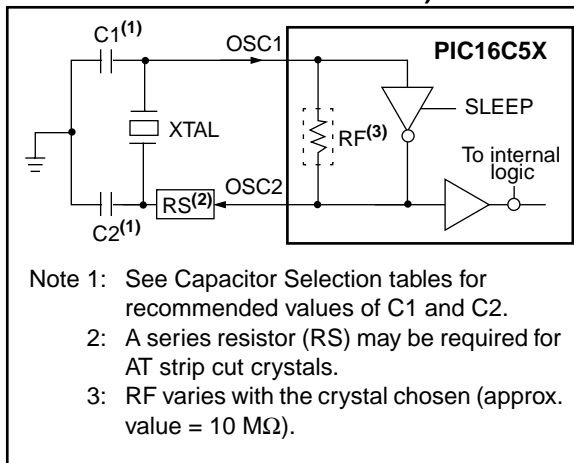 C1(1)
OSC1
PIC16C5X
SLEEP
XTAL
RF(3)
To internal
logic
OSC2
RS(2)
C2(1)
Note 1: See Capacitor Selection tables for
recommended values of C1 and C2.
2: A series resistor (RS) may be required for
AT strip cut crystals.
3: RF varies with the crystal chosen (approx.
value = 10 MΩ).